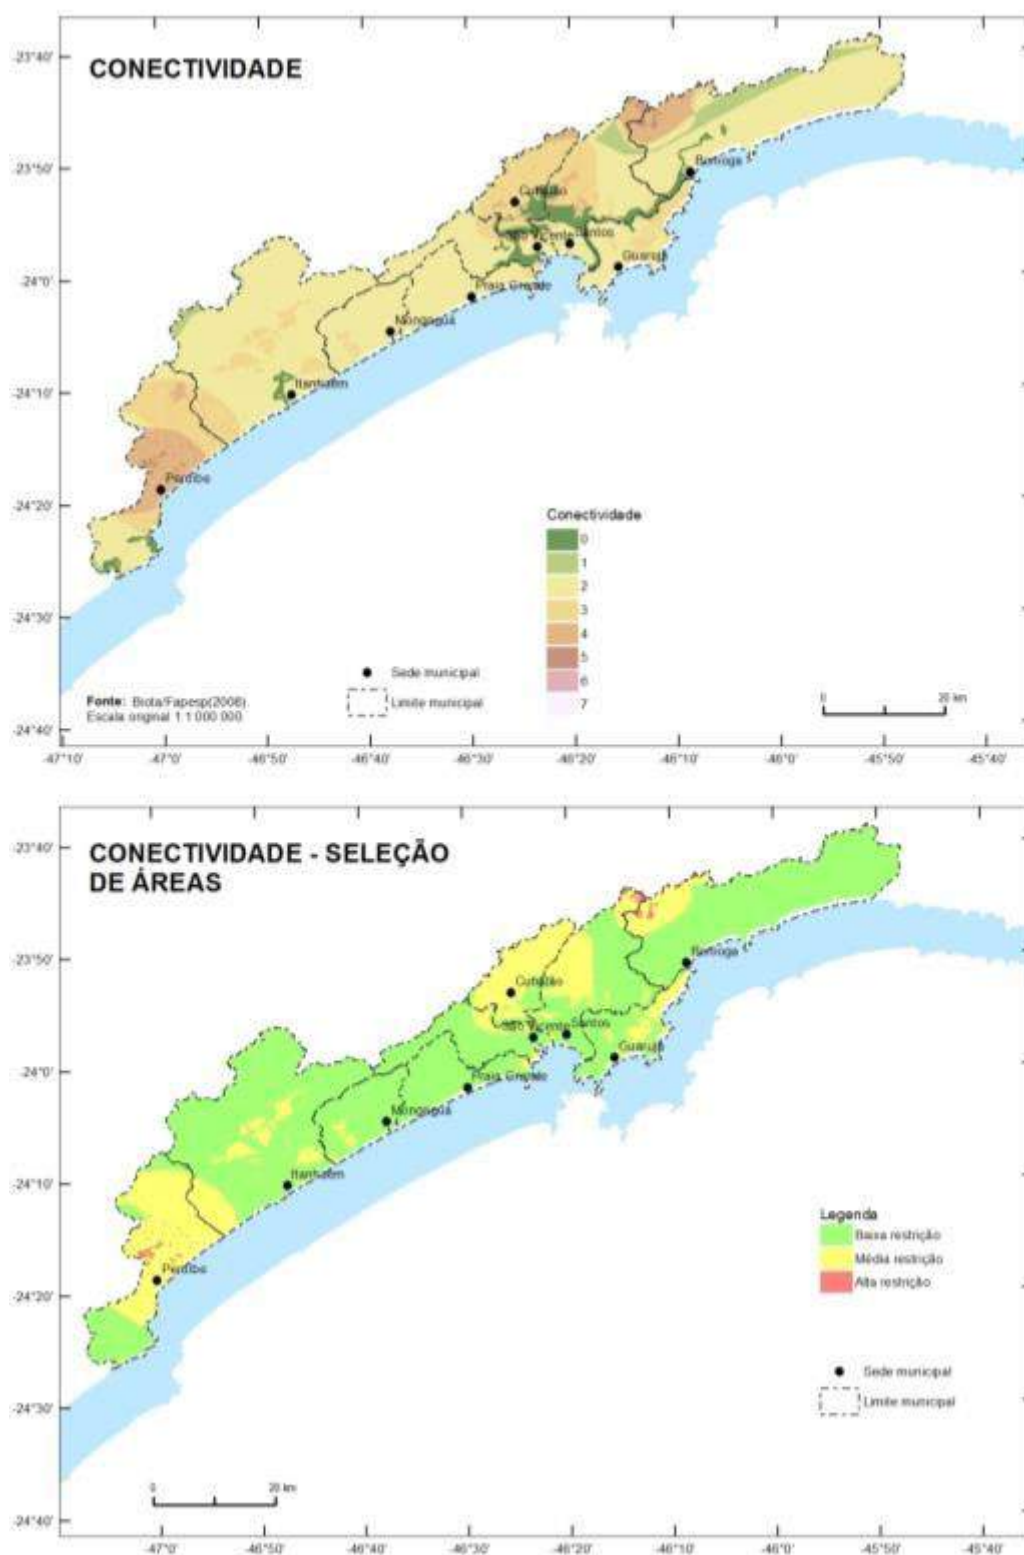 CONECTIVIDADE
-23°40'
-23°50'
-24°0'
-24°10'
-24°20'
-24°30'
-24°40'
Bertioga
Cubatão
São Vicente
Santos
Guarujá
Praia Grande
Mongaguá
Itanhaém
Peruíbe
Conectividade
0
1
2
3
4
5
6
7
Sede municipal
Limite municipal
Fonte: Biota/Fapesp(2008)
Escala original 1:1 000 000
0 20 km
-47°10' -47°0' -46°50' -46°40' -46°30' -46°20' -46°10' -46°0' -45°50' -45°40'
CONECTIVIDADE - SELEÇÃO
DE ÁREAS
-23°40'
-23°50'
-24°0'
-24°10'
-24°20'
-24°30'
-24°40'
Bertioga
Cubatão
São Vicente
Santos
Guarujá
Praia Grande
Mongaguá
Itanhaém
Peruíbe
Legenda
Baixa restrição
Média restrição
Alta restrição
Sede municipal
Limite municipal
0 20 km
-47°0' -46°50' -46°40' -46°30' -46°20' -46°10' -46°0' -45°50' -45°40'